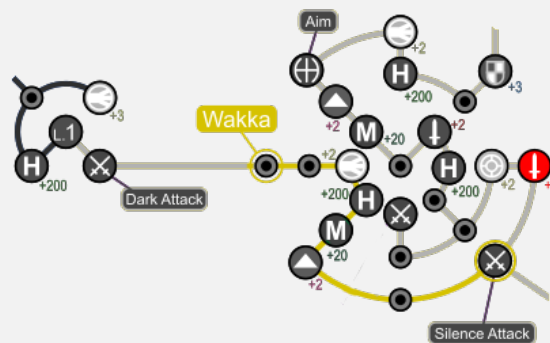 Aim
+2
H
+200
+3
+3
+2
M
+20
+2
Wakka
L.1
H
+200
+2
H
+200
+2
+
Dark Attack
+200
H
M
+20
+2
Silence Attack